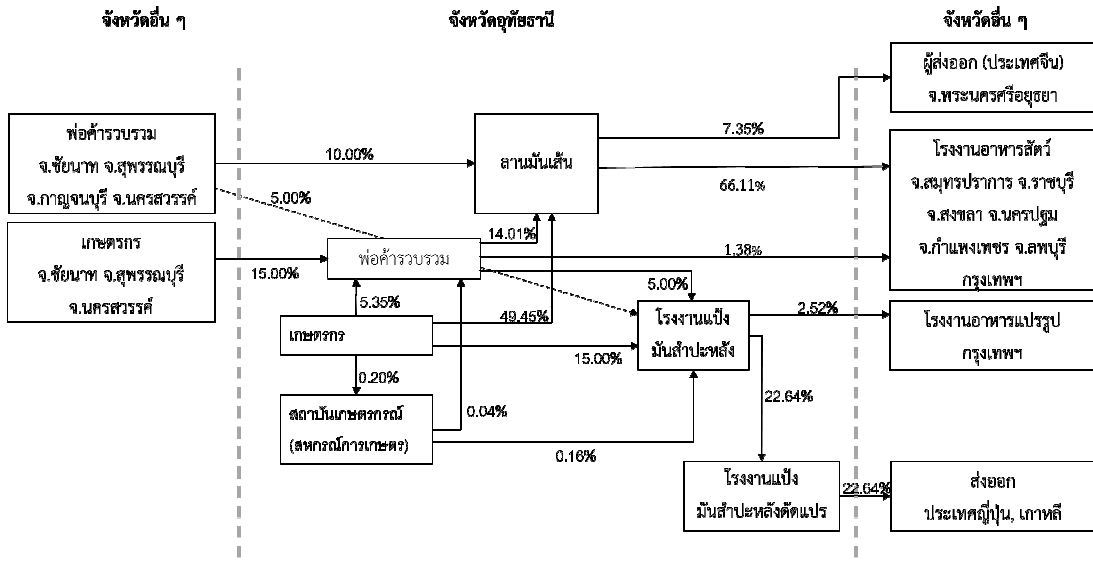 จังหวัดอื่น ๆ
จังหวัดอุทัยธานี
จังหวัดอื่น ๆ
พ่อค้ารวบรวม
จ.ชัยนาท จ.สุพรรณบุรี
จ.กาญจนบุรี จ.นครสวรรค์
เกษตรกร
จ.ชัยนาท จ.สุพรรณบุรี
จ.นครสวรรค์
10.00%
5.00%
15.00%
ลานมันเส้น
14.01%
พ่อค้ารวบรวม
5.35%
49.45%
เกษตรกร
15.00%
0.20%
สถาบันเกษตรกรณ์
(สหกรณ์การเกษตร)
0.04%
0.16%
5.00%
โรงงานแป้ง
มันสำปะหลัง
22.64%
โรงงานแป้ง
มันสำปะหลังดัดแปร
7.35%
66.11%
1.38%
2.52%
22.64%
ผู้ส่งออก (ประเทศจีน)
จ.พระนครศรีอยุธยา
โรงงานอาหารสัตว์
จ.สมุทรปราการ จ.ราชบุรี
จ.สงขลา จ.นครปฐม
จ.กำแพงเพชร จ.ลพบุรี
กรุงเทพฯ
โรงงานอาหารแปรรูป
กรุงเทพฯ
ส่งออก
ประเทศญี่ปุ่น, เกาหลี